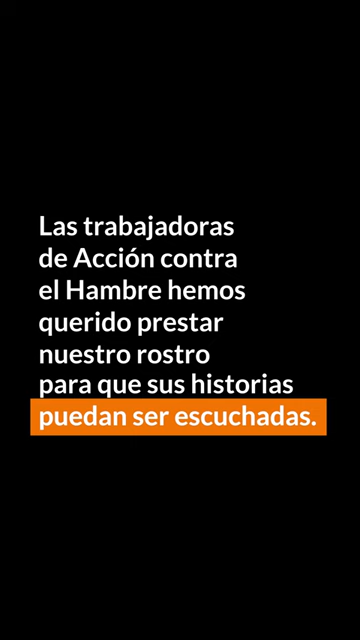 Las trabajadoras
de Acción contra
el Hambre hemos
querido prestar
nuestro rostro
para que sus historias
puedan ser escuchadas.